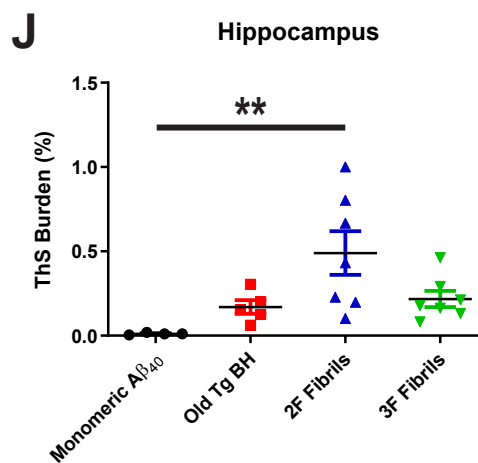 J
Hippocampus
ThS Burden (%)
1.5
1.0
0.5
0.0
**
Monomeric Aβ40
Old Tg BH
2F Fibrils
3F Fibrils